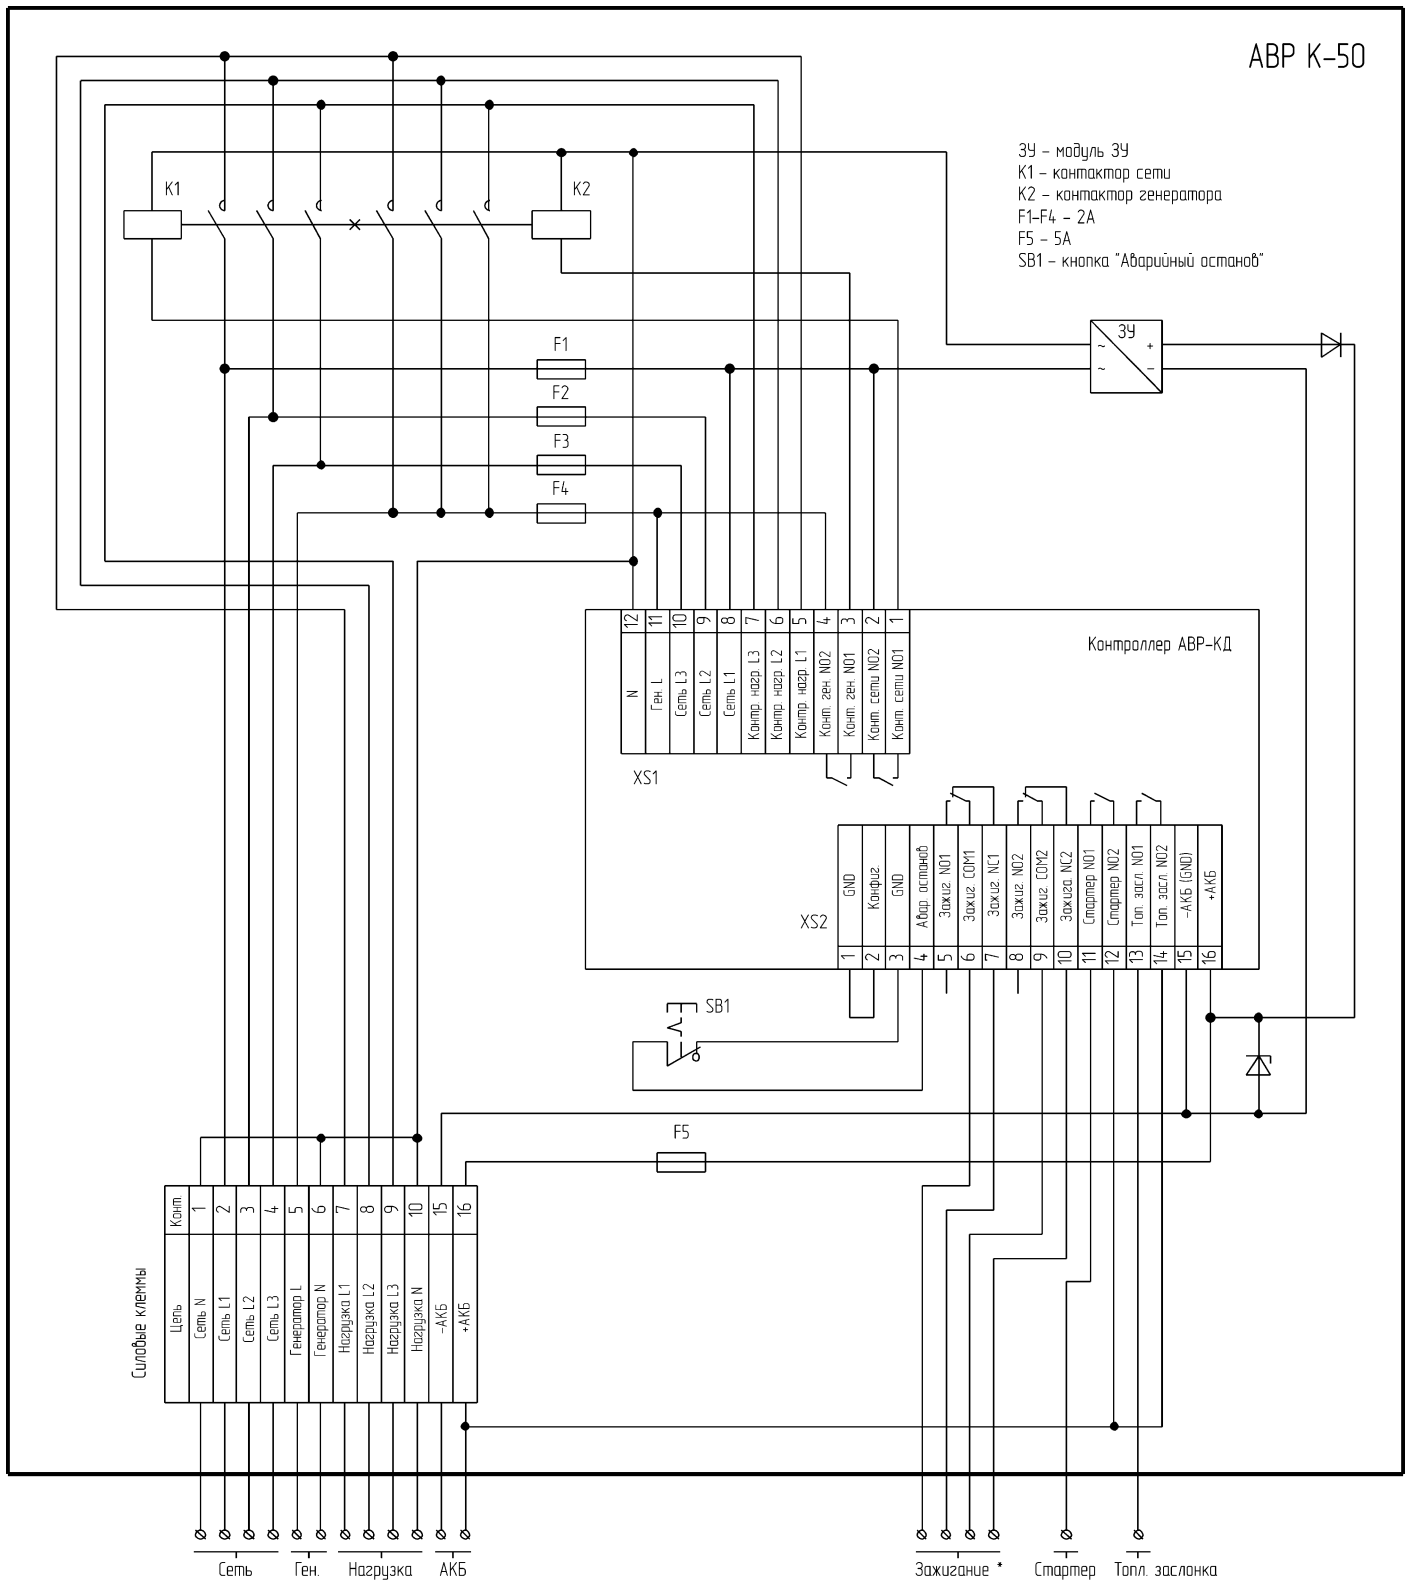 АВР К-50
ЗУ - модуль ЗУ
К1 - контактор сети
К2 - контактор генератора
F1-F4 - 2А
F5 - 5А
SB1 - кнопка "Аварийный останов"
К1
К2
ЗУ
~ +
~ -
F1
F2
F3
F4
Контроллер АВР-КД
12 11 10 9 8 7 6 5 4 3 2 1
N
Ген. L
Сеть L3
Сеть L2
Сеть L1
Контр. нагр. L3
Контр. нагр. L2
Контр. нагр. L1
Конт. ген. NO2
Конт. ген. NO1
Конт. сети NO2
Конт. сети NO1
XS1
XS2
GND
Конфиг.
GND
Авар. останов
Зажиг. NO1
Зажиг. COM1
Зажиг. NC1
Зажиг. NO2
Зажиг. COM2
Зажига. NC2
Стартер NO1
Стартер NO2
Топ. засл. NO1
Топ. засл. NO2
-АКБ (GND)
+АКБ
1 2 3 4 5 6 7 8 9 10 11 12 13 14 15 16
SB1
F5
Силовые клеммы
Конт. 1 2 3 4 5 6 7 8 9 10 15 16
Цепь
Сеть N
Сеть L1
Сеть L2
Сеть L3
Генератор L
Генератор N
Нагрузка L1
Нагрузка L2
Нагрузка L3
Нагрузка N
-АКБ
+АКБ
Сеть Ген. Нагрузка АКБ Зажигание * Стартер Топл. заслонка